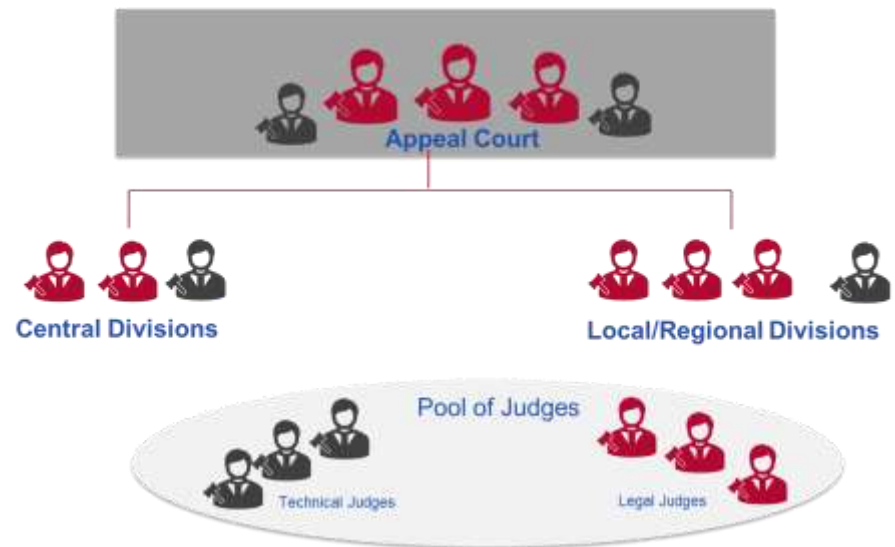 Appeal Court
Central Divisions
Local/Regional Divisions
Pool of Judges
Technical Judges
Legal Judges